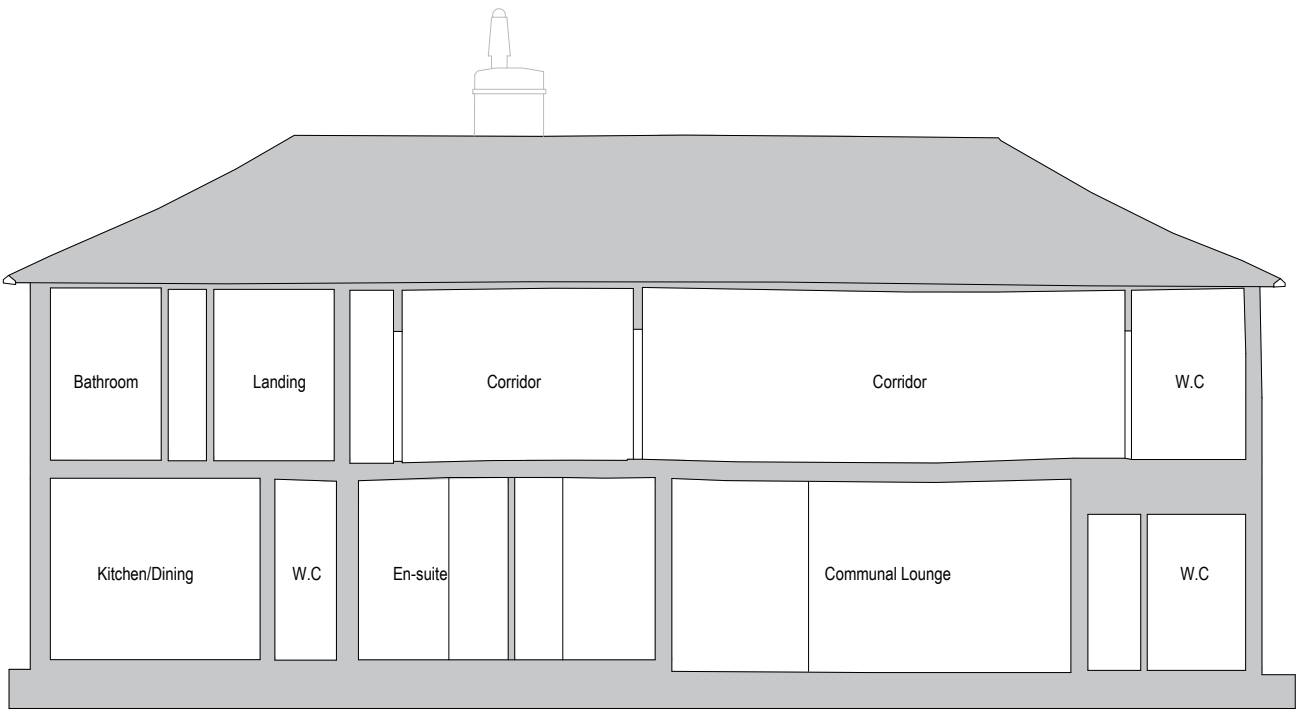 Bathroom
Landing
Corridor
Corridor
W.C
Kitchen/Dining
W.C
En-suite
Communal Lounge
W.C